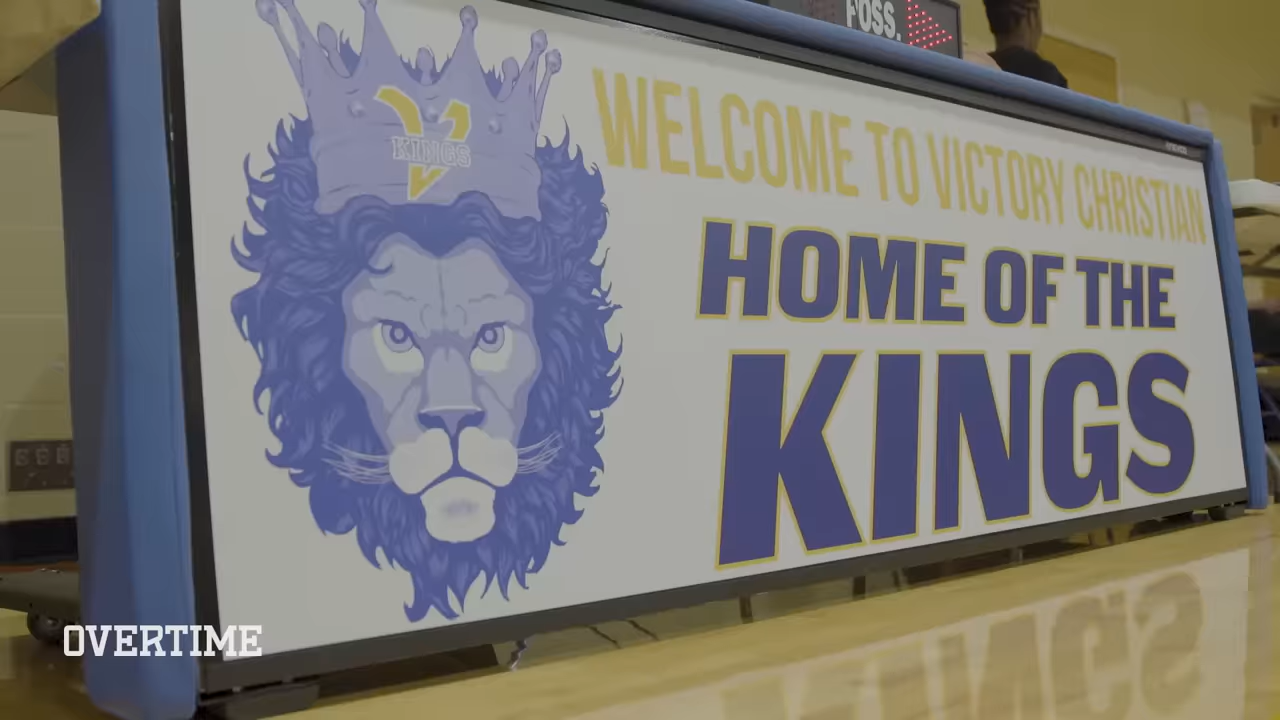 POSS.
KINGS
WELCOME TO VICTORY CHRISTIAN
HOME OF THE
KINGS
OVERTIME